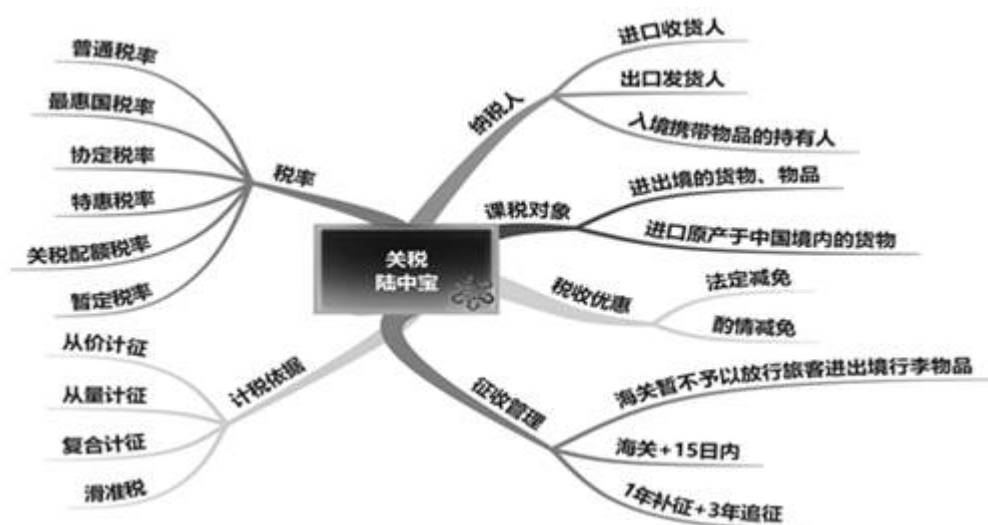 关税
陆中宝
纳税人
进口收货人
出口发货人
入境携带物品的持有人
课税对象
进出境的货物、物品
进口原产于中国境内的货物
税收优惠
法定减免
酌情减免
征收管理
海关暂不予以放行旅客进出境行李物品
海关+15日内
1年补征+3年追征
税率
普通税率
最惠国税率
协定税率
特惠税率
关税配额税率
暂定税率
计税依据
从价计征
从量计征
复合计征
滑准税